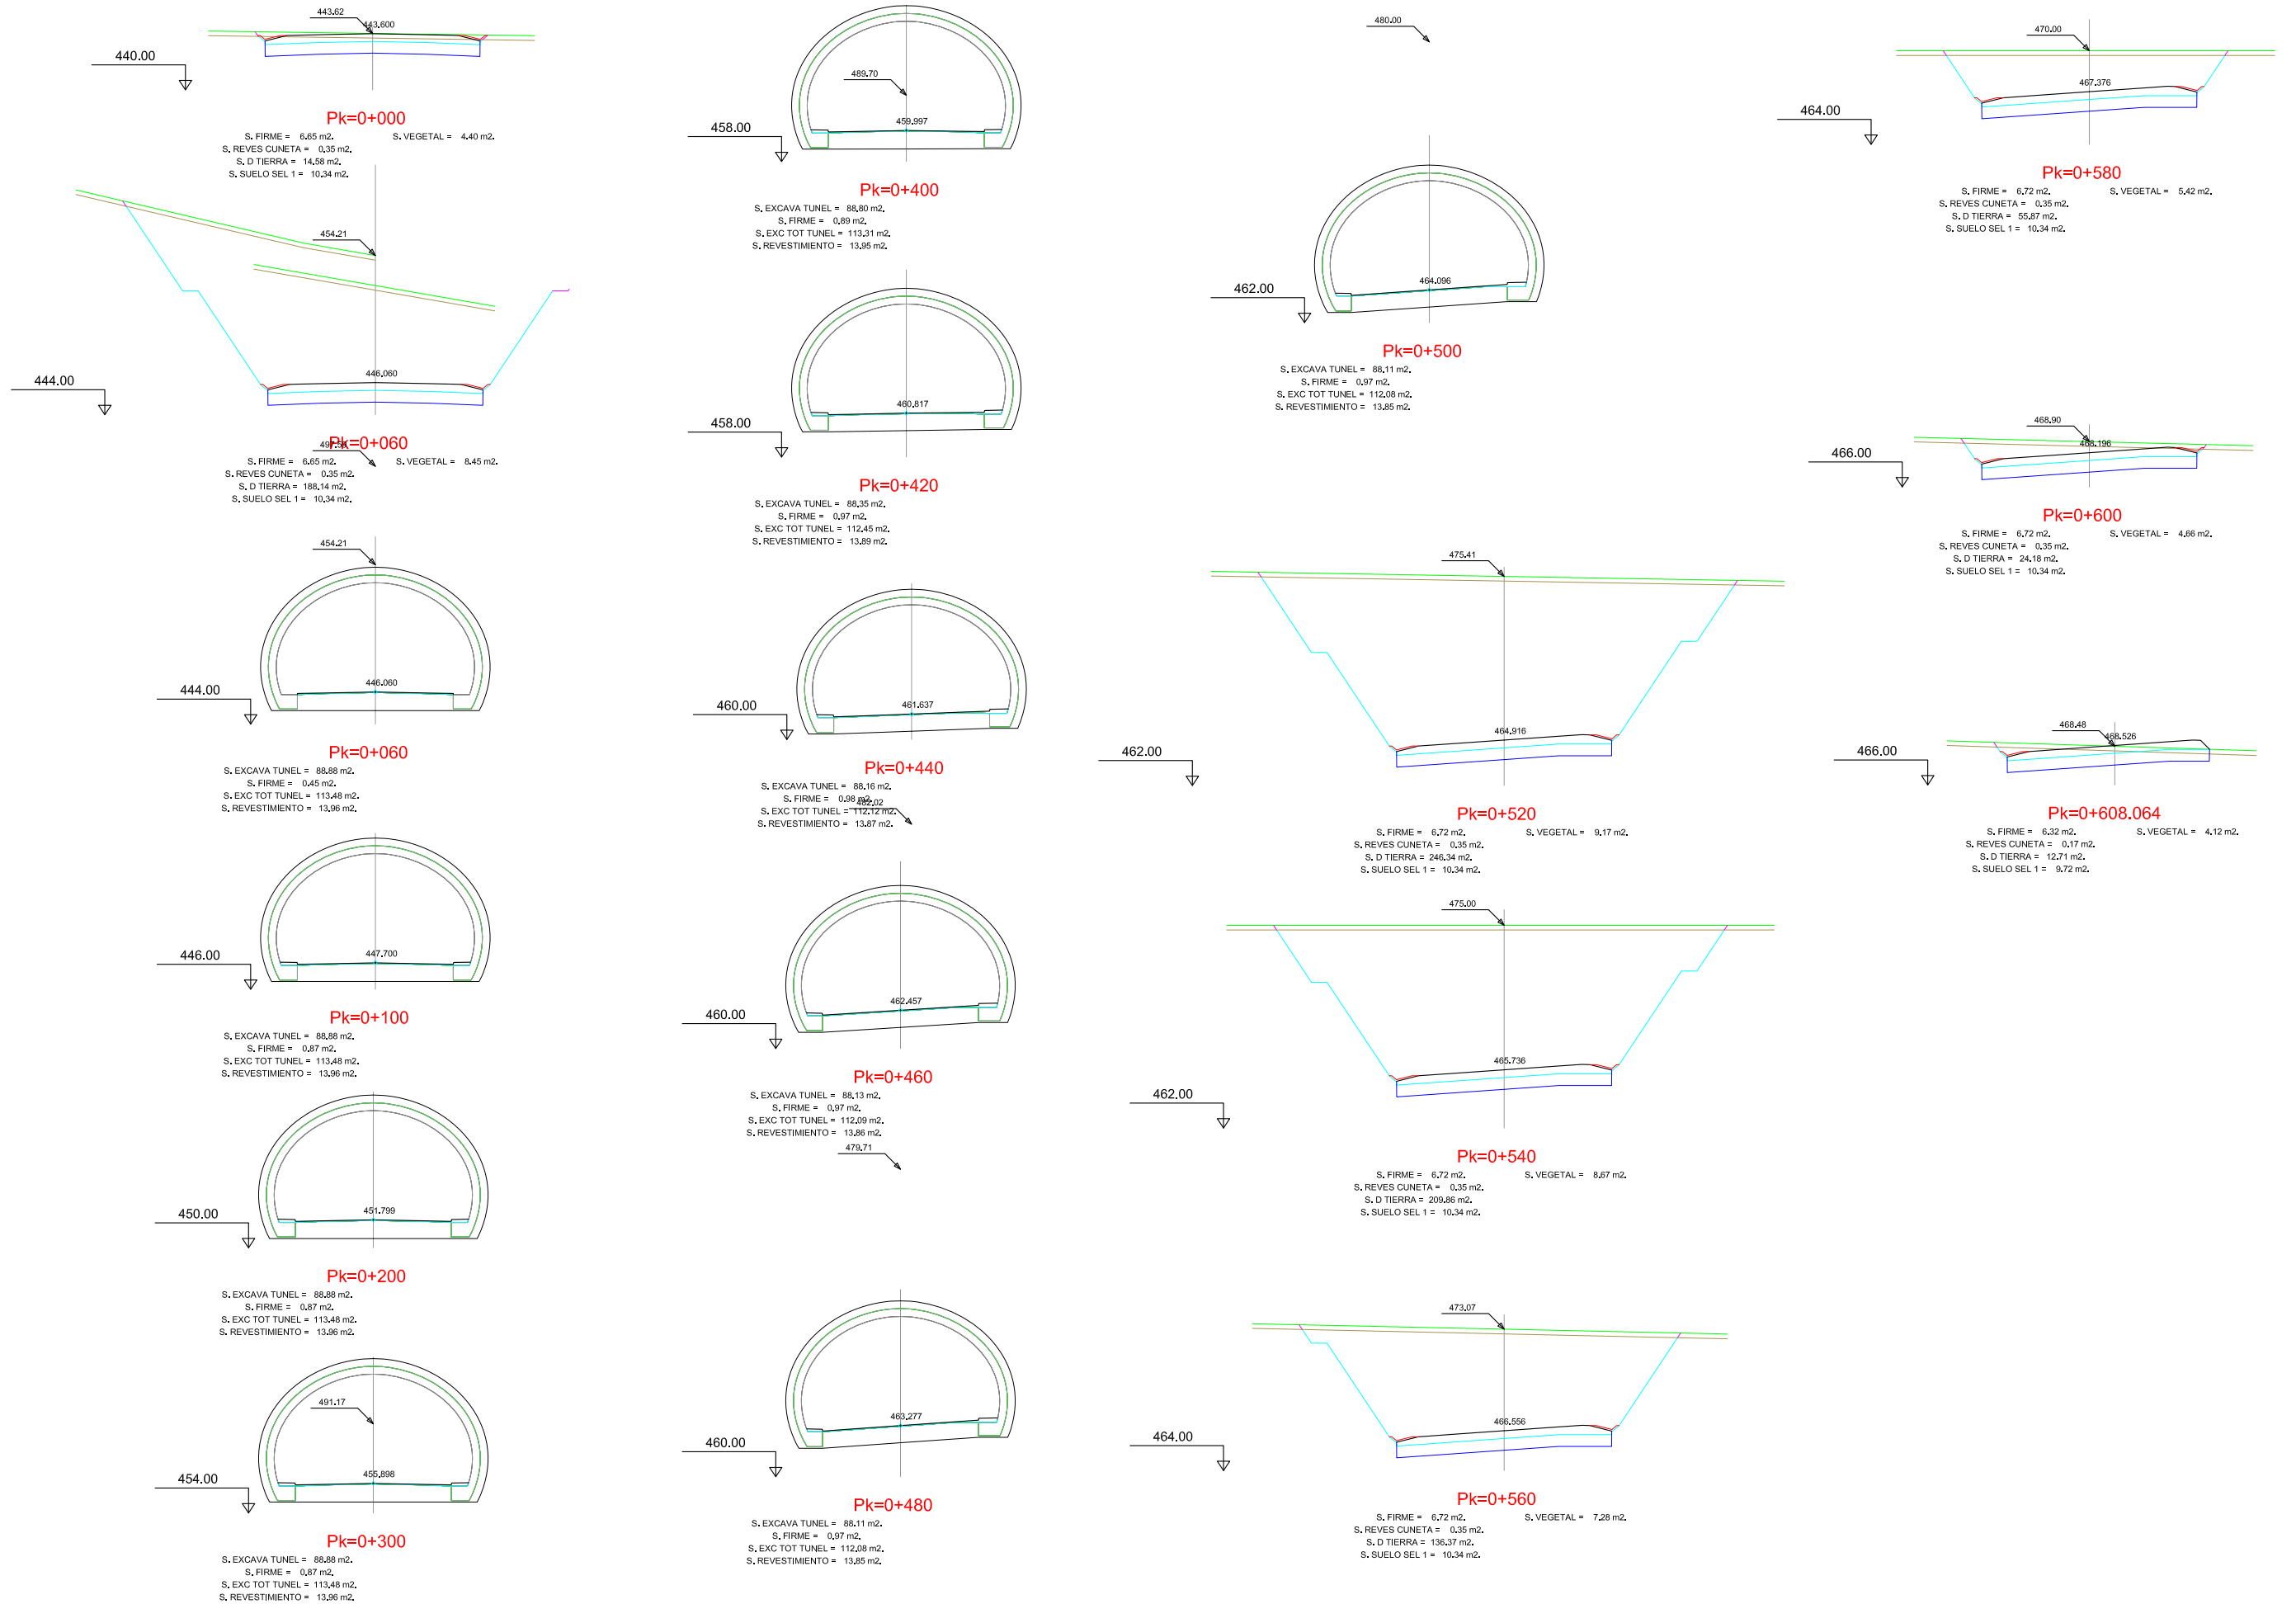 443.62
443.600
440.00
Pk=0+000
S. FIRME = 6.65 m2. S. VEGETAL = 4.40 m2.
S. REVES CUNETA = 0.35 m2.
S. D TIERRA = 14.58 m2.
S. SUELO SEL 1 = 10.34 m2.
454.21
446.060
444.00
Pk=0+060
S. FIRME = 6.65 m2. S. VEGETAL = 8.45 m2.
S. REVES CUNETA = 0.35 m2.
S. D TIERRA = 188.14 m2.
S. SUELO SEL 1 = 10.34 m2.
454.21
446.060
444.00
Pk=0+060
S. EXCAVA TUNEL = 88.88 m2.
S. FIRME = 0.45 m2.
S. EXC TOT TUNEL = 113.48 m2.
S. REVESTIMIENTO = 13.96 m2.
447.700
446.00
Pk=0+100
S. EXCAVA TUNEL = 88.88 m2.
S. FIRME = 0.87 m2.
S. EXC TOT TUNEL = 113.48 m2.
S. REVESTIMIENTO = 13.96 m2.
451.799
450.00
Pk=0+200
S. EXCAVA TUNEL = 88.88 m2.
S. FIRME = 0.87 m2.
S. EXC TOT TUNEL = 113.48 m2.
S. REVESTIMIENTO = 13.96 m2.
491.17
455.898
454.00
Pk=0+300
S. EXCAVA TUNEL = 88.88 m2.
S. FIRME = 0.87 m2.
S. EXC TOT TUNEL = 113.48 m2.
S. REVESTIMIENTO = 13.96 m2.
489.70
459.997
458.00
Pk=0+400
S. EXCAVA TUNEL = 88.80 m2.
S. FIRME = 0.89 m2.
S. EXC TOT TUNEL = 113.31 m2.
S. REVESTIMIENTO = 13.95 m2.
460.817
458.00
Pk=0+420
S. EXCAVA TUNEL = 88.35 m2.
S. FIRME = 0.97 m2.
S. EXC TOT TUNEL = 112.45 m2.
S. REVESTIMIENTO = 13.89 m2.
461.637
460.00
Pk=0+440
S. EXCAVA TUNEL = 88.16 m2.
S. FIRME = 0.98 m2.
482.02
S. EXC TOT TUNEL = 112.12 m2.
S. REVESTIMIENTO = 13.87 m2.
462.457
460.00
Pk=0+460
S. EXCAVA TUNEL = 88.13 m2.
S. FIRME = 0.97 m2.
S. EXC TOT TUNEL = 112.09 m2.
S. REVESTIMIENTO = 13.86 m2.
479.71
463.277
460.00
Pk=0+480
S. EXCAVA TUNEL = 88.11 m2.
S. FIRME = 0.97 m2.
S. EXC TOT TUNEL = 112.08 m2.
S. REVESTIMIENTO = 13.85 m2.
480.00
464.096
462.00
Pk=0+500
S. EXCAVA TUNEL = 88.11 m2.
S. FIRME = 0.97 m2.
S. EXC TOT TUNEL = 112.08 m2.
S. REVESTIMIENTO = 13.85 m2.
475.41
464.916
462.00
Pk=0+520
S. FIRME = 6.72 m2. S. VEGETAL = 9.17 m2.
S. REVES CUNETA = 0.35 m2.
S. D TIERRA = 246.34 m2.
S. SUELO SEL 1 = 10.34 m2.
475.00
465.736
462.00
Pk=0+540
S. FIRME = 6.72 m2. S. VEGETAL = 8.67 m2.
S. REVES CUNETA = 0.35 m2.
S. D TIERRA = 209.86 m2.
S. SUELO SEL 1 = 10.34 m2.
473.07
466.556
464.00
Pk=0+560
S. FIRME = 6.72 m2. S. VEGETAL = 7.28 m2.
S. REVES CUNETA = 0.35 m2.
S. D TIERRA = 136.37 m2.
S. SUELO SEL 1 = 10.34 m2.
470.00
467.376
464.00
Pk=0+580
S. FIRME = 6.72 m2. S. VEGETAL = 5.42 m2.
S. REVES CUNETA = 0.35 m2.
S. D TIERRA = 55.87 m2.
S. SUELO SEL 1 = 10.34 m2.
468.90
468.196
466.00
Pk=0+600
S. FIRME = 6.72 m2. S. VEGETAL = 4.66 m2.
S. REVES CUNETA = 0.35 m2.
S. D TIERRA = 24.18 m2.
S. SUELO SEL 1 = 10.34 m2.
468.48
468.526
466.00
Pk=0+608.064
S. FIRME = 6.32 m2. S. VEGETAL = 4.12 m2.
S. REVES CUNETA = 0.17 m2.
S. D TIERRA = 12.71 m2.
S. SUELO SEL 1 = 9.72 m2.